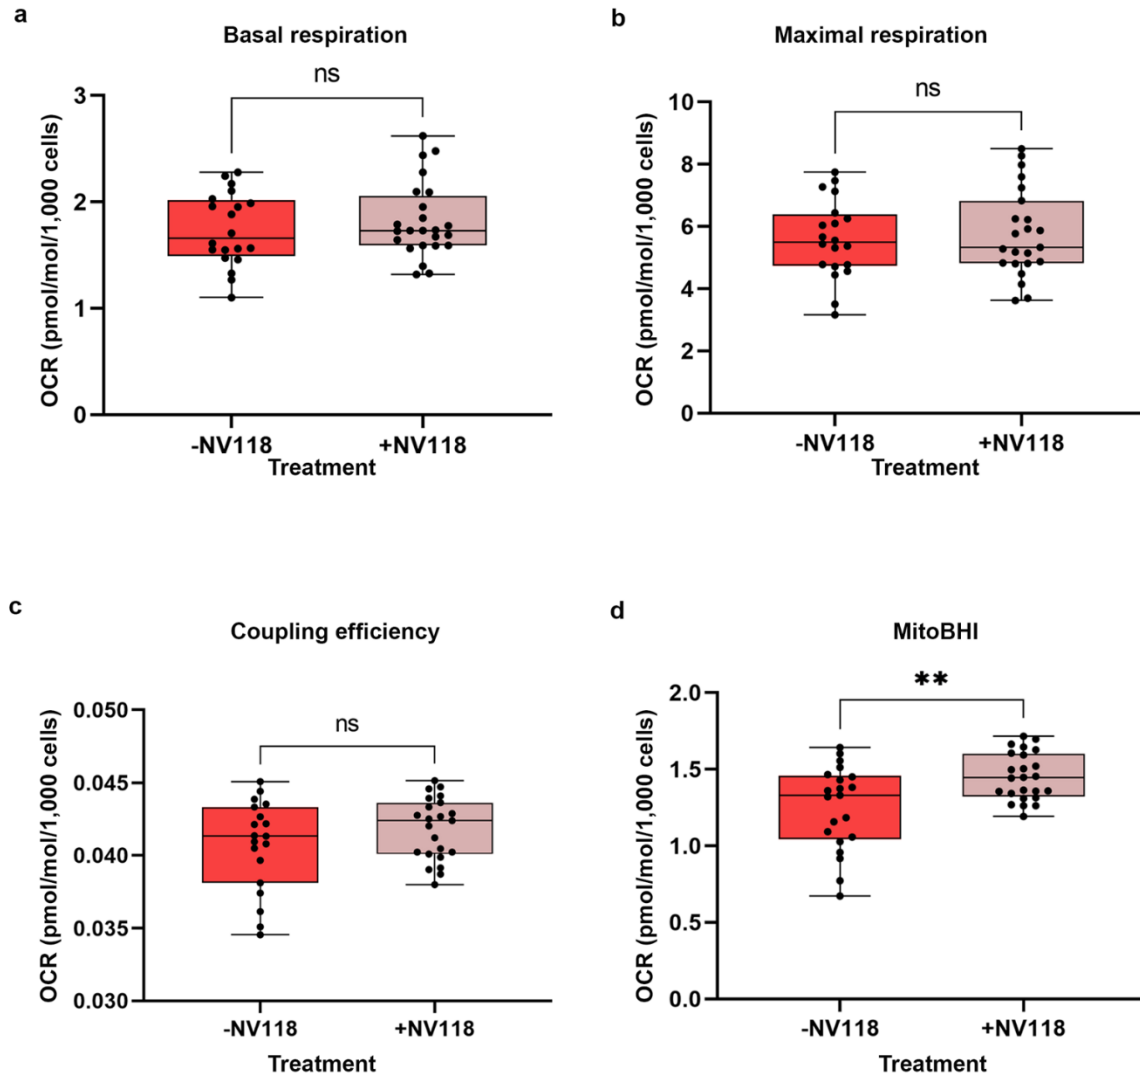 a
Basal respiration
ns
OCR (pmol/mol/1,000 cells)
3
2
1
0
-NV118
+NV118
Treatment
b
Maximal respiration
ns
OCR (pmol/mol/1,000 cells)
10
8
6
4
2
0
-NV118
+NV118
Treatment
c
Coupling efficiency
ns
OCR (pmol/mol/1,000 cells)
0.050
0.045
0.040
0.035
0.030
-NV118
+NV118
Treatment
d
MitoBHI
**
OCR (pmol/mol/1,000 cells)
2.0
1.5
1.0
0.5
0.0
-NV118
+NV118
Treatment